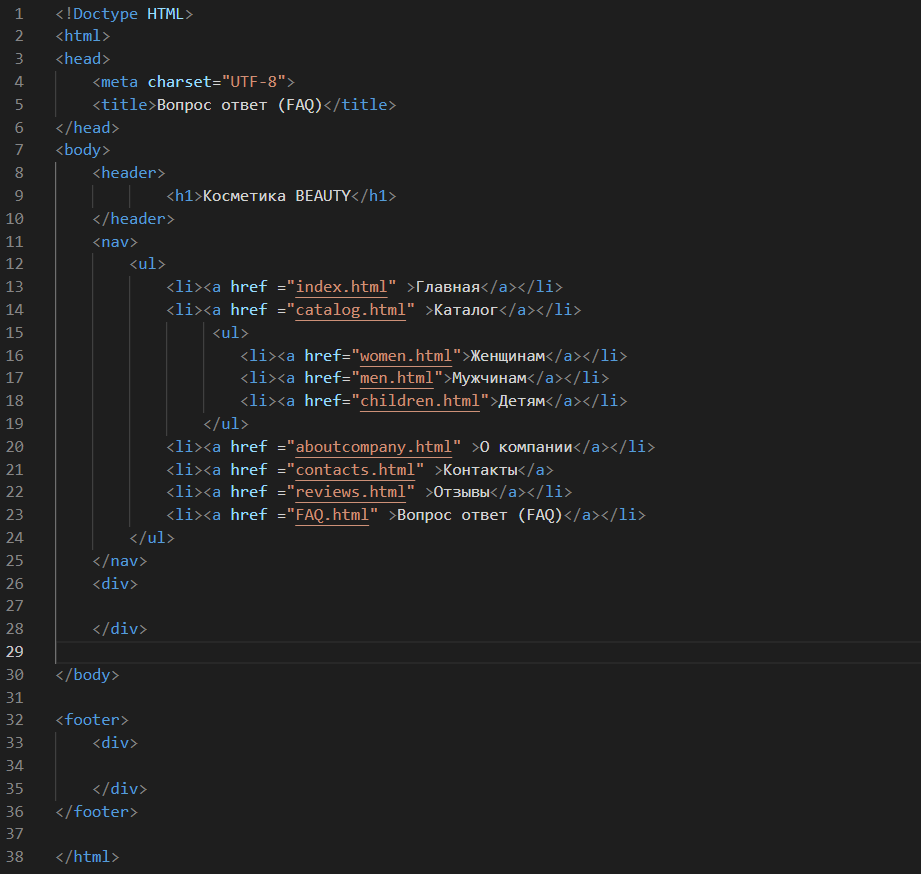 1 <!Doctype HTML>
2 <html>
3 <head>
4     <meta charset="UTF-8">
5     <title>Вопрос ответ (FAQ)</title>
6 </head>
7 <body>
8     <header>
9             <h1>Косметика BEAUTY</h1>
10     </header>
11     <nav>
12         <ul>
13             <li><a href ="index.html" >Главная</a></li>
14             <li><a href ="catalog.html" >Каталог</a></li>
15                  <ul>
16                     <li><a href="women.html">Женщинам</a></li>
17                     <li><a href="men.html">Мужчинам</a></li>
18                     <li><a href="children.html">Детям</a></li>
19                 </ul>
20             <li><a href ="aboutcompany.html" >О компании</a></li>
21             <li><a href ="contacts.html" >Контакты</a>
22             <li><a href ="reviews.html" >Отзывы</a></li>
23             <li><a href ="FAQ.html" >Вопрос ответ (FAQ)</a></li>
24         </ul>
25     </nav>
26     <div>
27
28     </div>
29
30 </body>
31
32 <footer>
33     <div>
34
35     </div>
36 </footer>
37
38 </html>